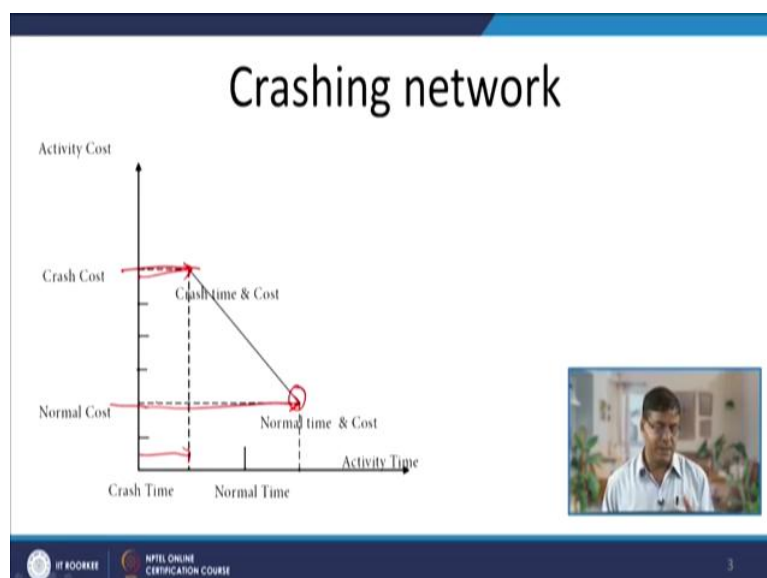 Crashing network
Activity Cost
Crash Cost
Crash time & Cost
Normal Cost
Normal time & Cost
Activity Time
Crash Time
Normal Time
IIT ROORKEE
NPTEL ONLINE
CERTIFICATION COURSE
3